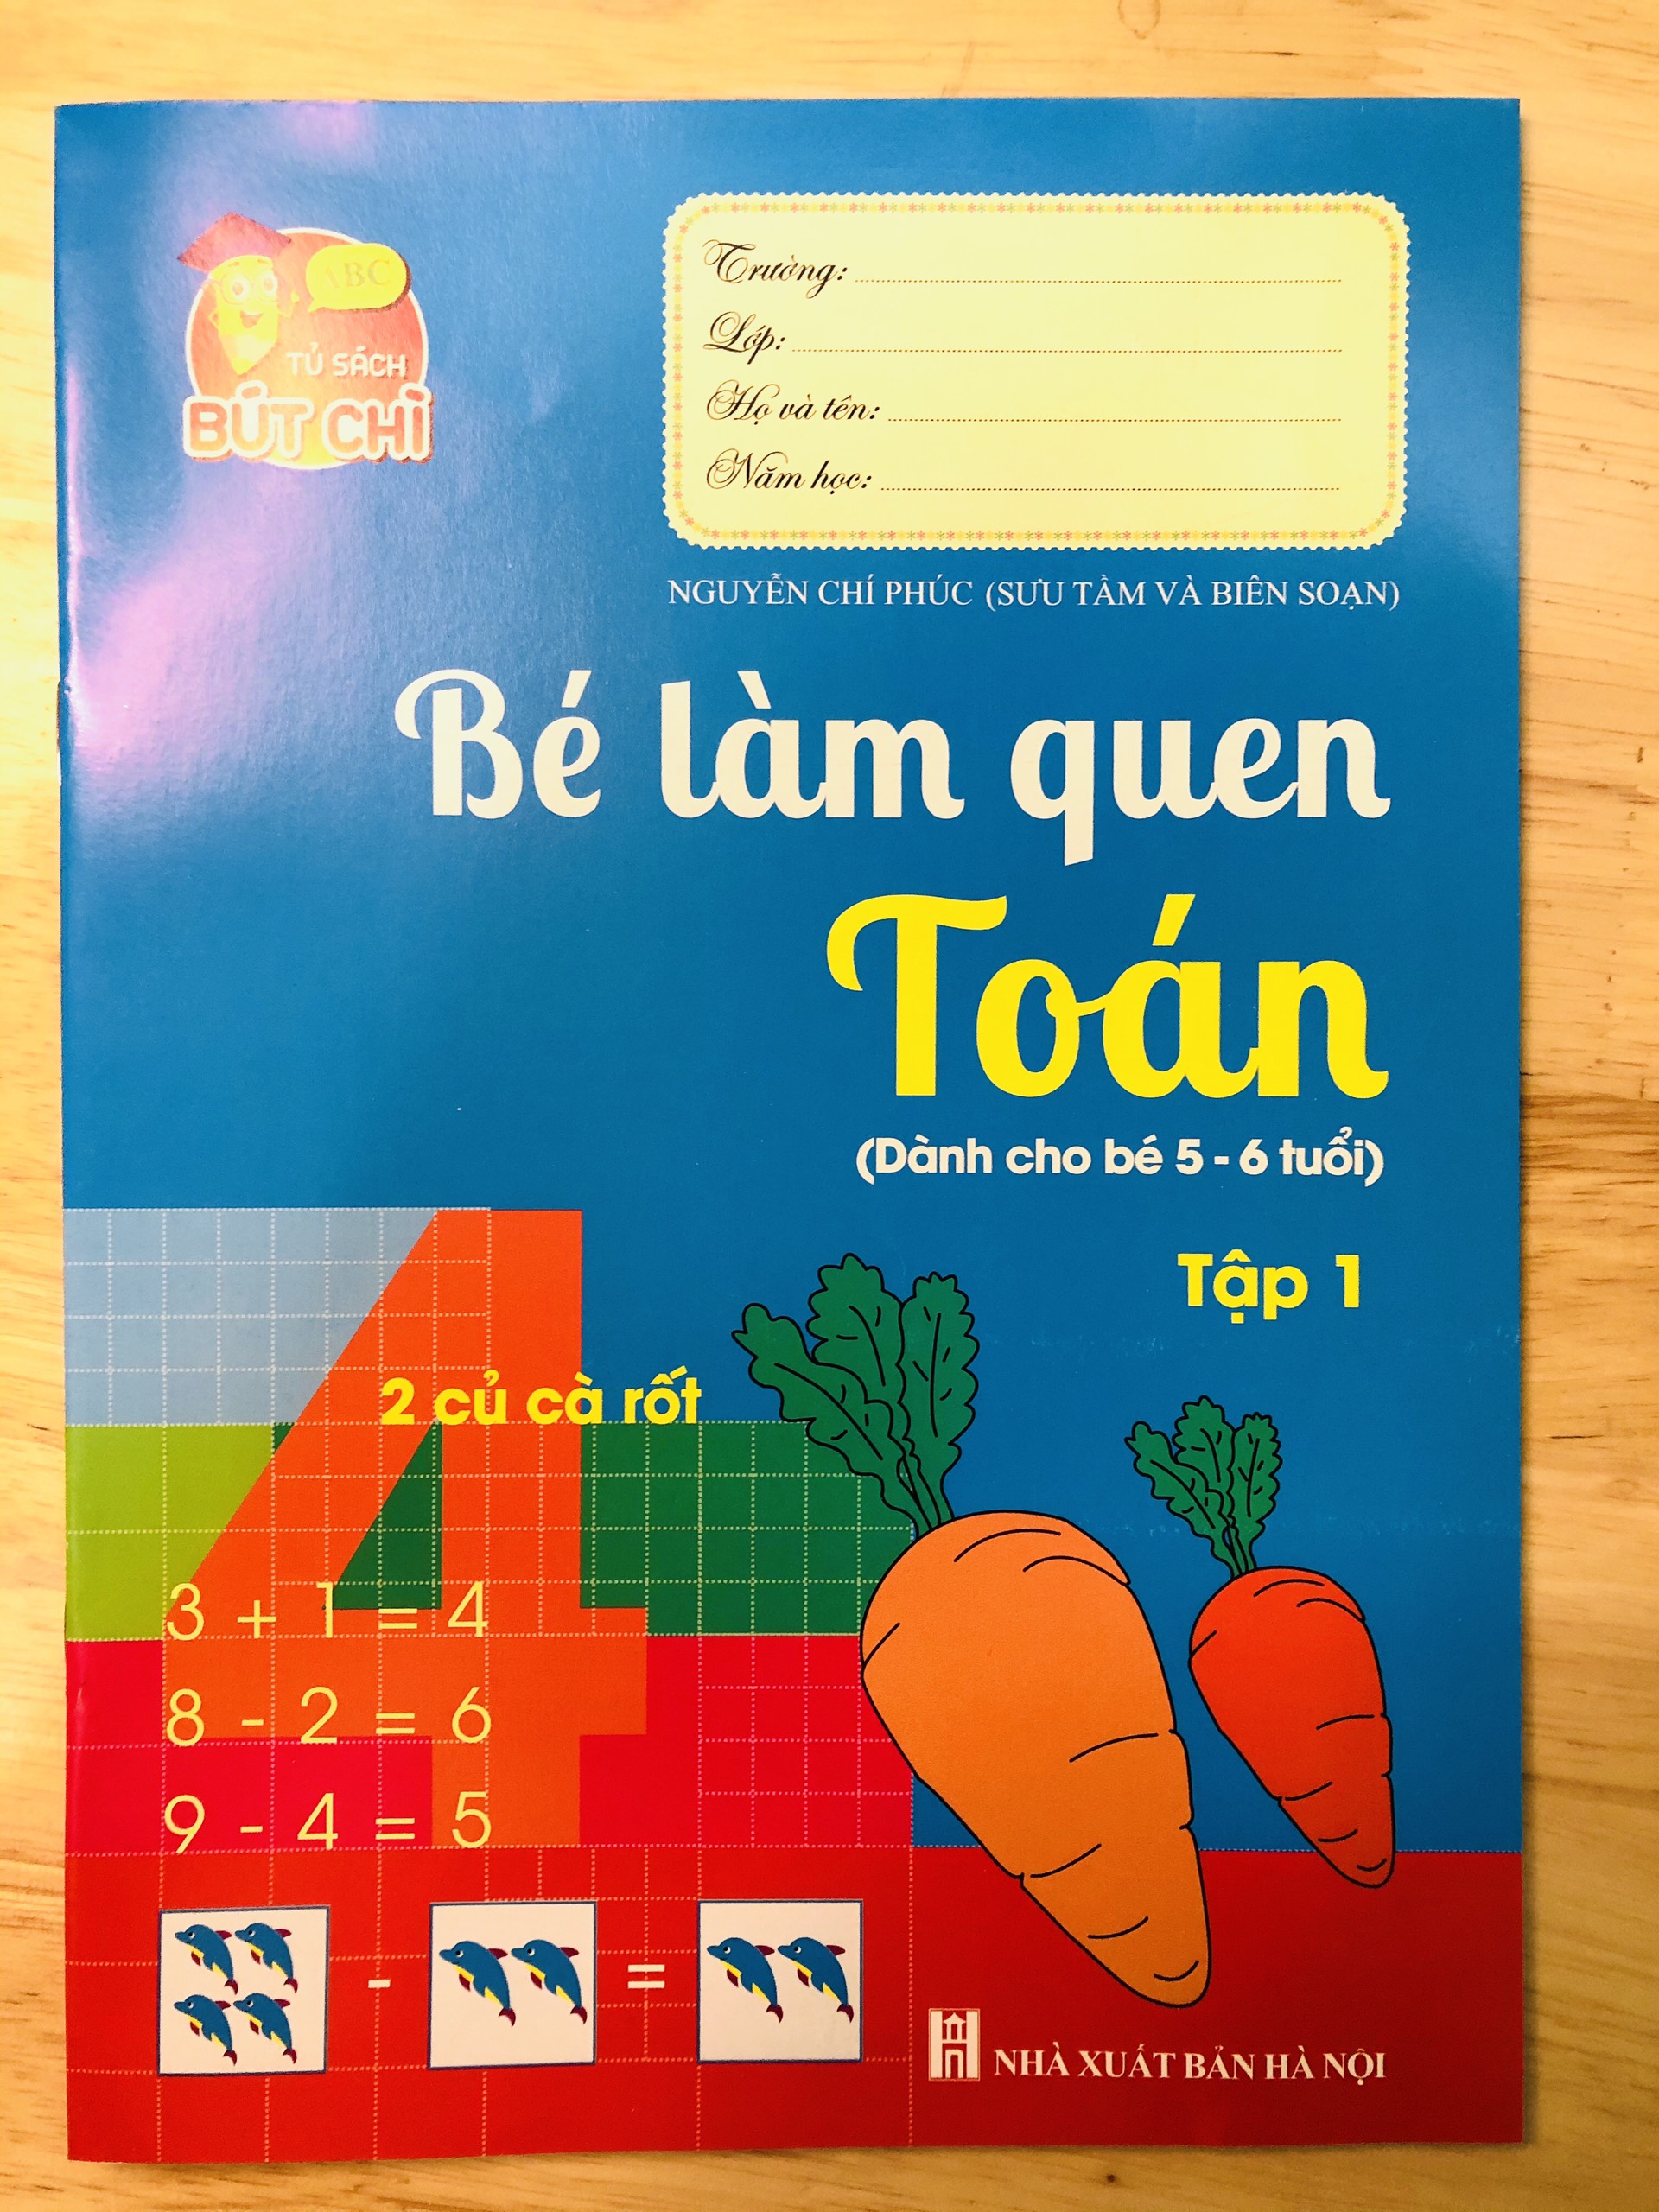 ABC
TỦ SÁCH
BÚT CHÌ
Trường:
Lớp:
Họ và tên:
Năm học:
NGUYỄN CHÍ PHÚC (SƯU TẦM VÀ BIÊN SOẠN)
Bé làm quen
Toán
(Dành cho bé 5 - 6 tuổi)
Tập 1
4
2 củ cà rốt
3 + 1 = 4
8 - 2 = 6
9 - 4 = 5
- =
NHÀ XUẤT BẢN HÀ NỘI